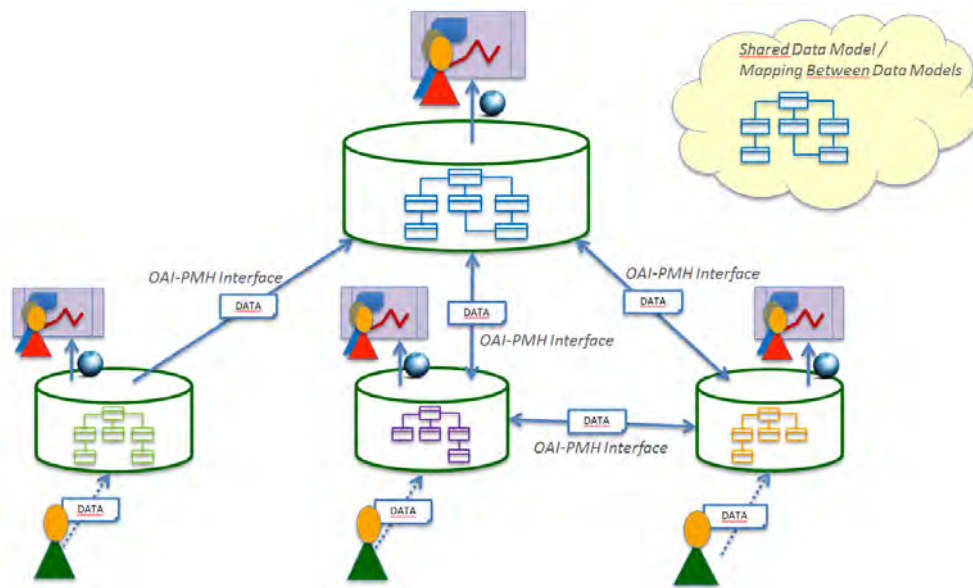 Shared Data Model /
Mapping Between Data Models
OAI-PMH Interface
DATA
OAI-PMH Interface
DATA
DATA
OAI-PMH Interface
DATA
OAI-PMH Interface
DATA
DATA
DATA